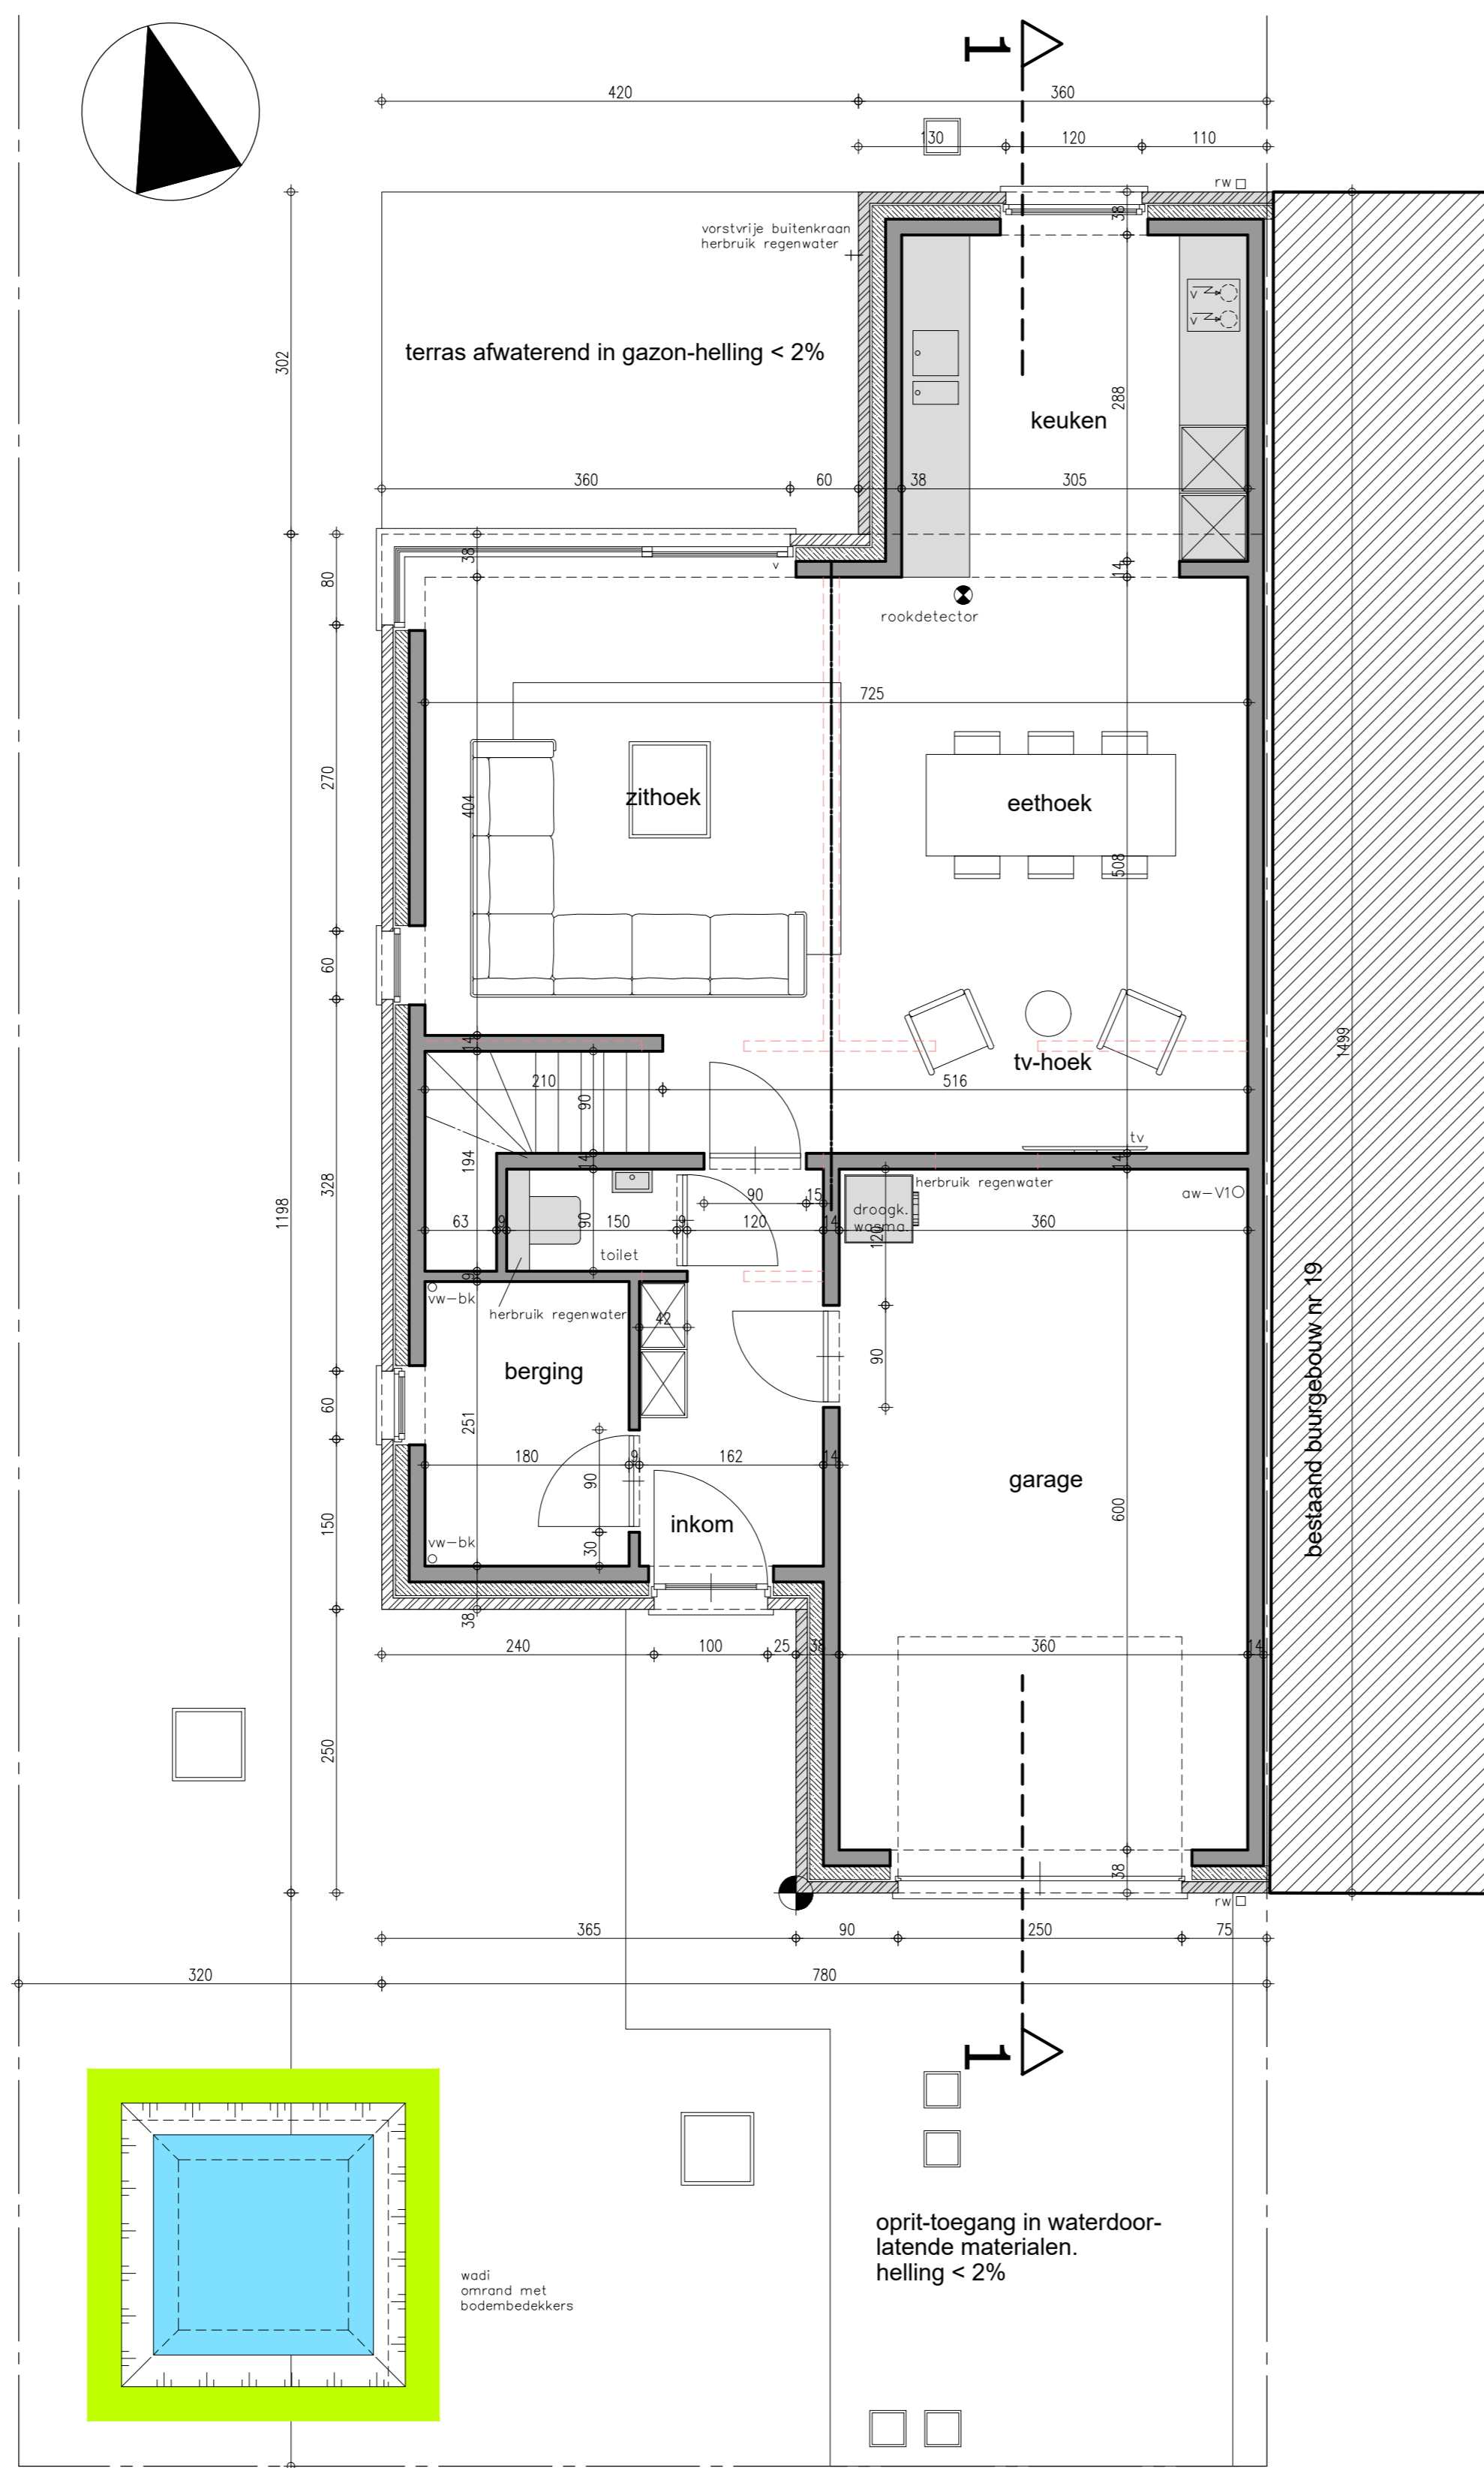 1
420
360
130
120
110
rw
38
vorstvrije buitenkraan
herbruik regenwater
v
v
302
terras afwaterend in gazon-helling < 2%
288
keuken
360
60
38
305
38
v
14
80
rookdetector
725
270
404
zithoek
eethoek
508
60
14
1499
tv-hoek
210
90
516
tv
194
14
14
328
1198
herbruik regenwater
aw-V1
90
15
droogk.
wasma.
63
9
90
150
9
120
14
120
360
toilet
9
vw-bk
herbruik regenwater
42
bestaand buurgebouw nr 19
90
berging
60
251
180
9
162
14
90
garage
150
inkom
600
vw-bk
30
38
240
100
25
38
360
14
250
38
rw
365
90
250
75
320
780
1
oprit-toegang in waterdoor-
latende materialen.
helling < 2%
wadi
omrand met
bodembedekkers